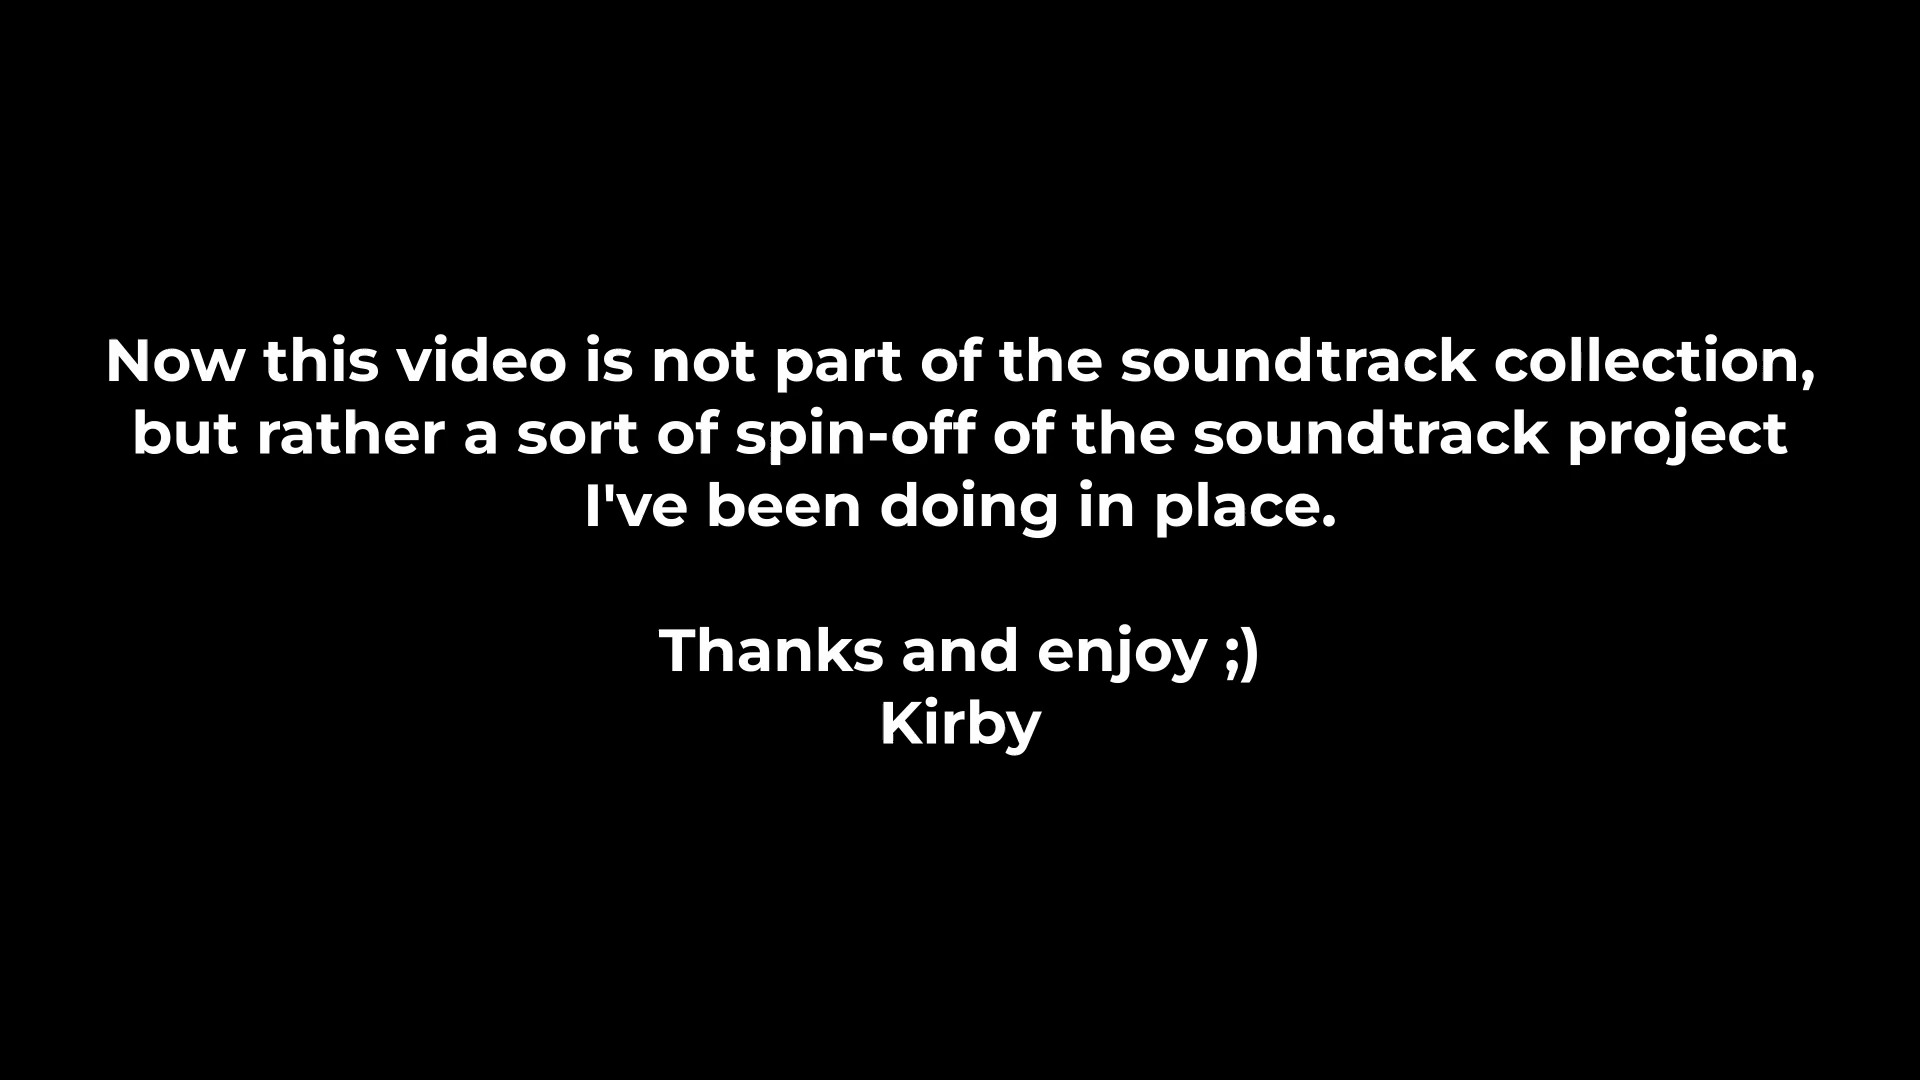 Now this video is not part of the soundtrack collection,
but rather a sort of spin-off of the soundtrack project
I've been doing in place.
Thanks and enjoy ;)
Kirby